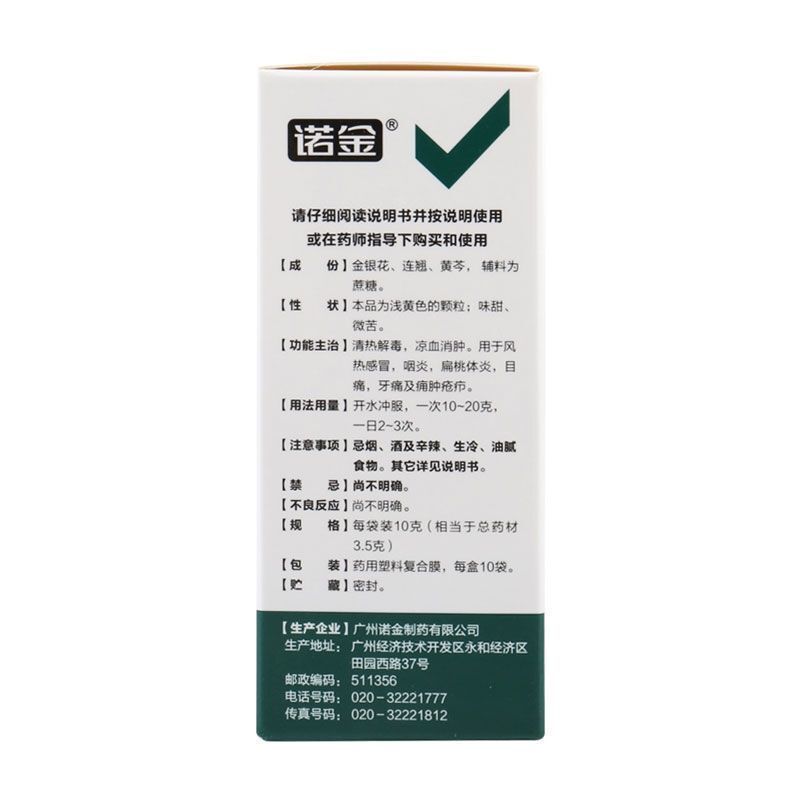 诺金®
请仔细阅读说明书并按说明使用
或在药师指导下购买和使用
【成 份】金银花、连翘、黄芩，辅料为
蔗糖。
【性 状】本品为浅黄色的颗粒；味甜、
微苦。
【功能主治】清热解毒，凉血消肿。用于风
热感冒，咽炎，扁桃体炎，目
痛，牙痛及痈肿疮疖。
【用法用量】开水冲服，一次10~20克，
一日2~3次。
【注意事项】忌烟、酒及辛辣、生冷、油腻
食物。其它详见说明书。
【禁 忌】尚不明确。
【不良反应】尚不明确。
【规 格】每袋装10克（相当于总药材
3.5克）
【包 装】药用塑料复合膜，每盒10袋。
【贮 藏】密封。
【生产企业】广州诺金制药有限公司
生产地址：广州经济技术开发区永和经济区
田园西路37号
邮政编码：511356
电话号码：020-32221777
传真号码：020-32221812